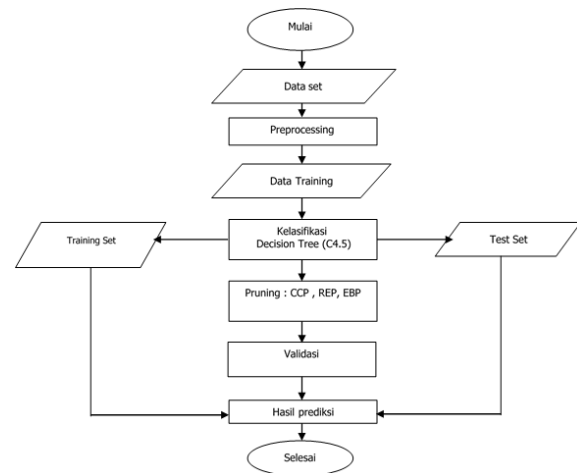 Mulai
Data set
Preprocessing
Data Training
Kelasifikasi
Decision Tree (C4.5)
Training Set
Test Set
Pruning : CCP , REP, EBP
Validasi
Hasil prediksi
Selesai